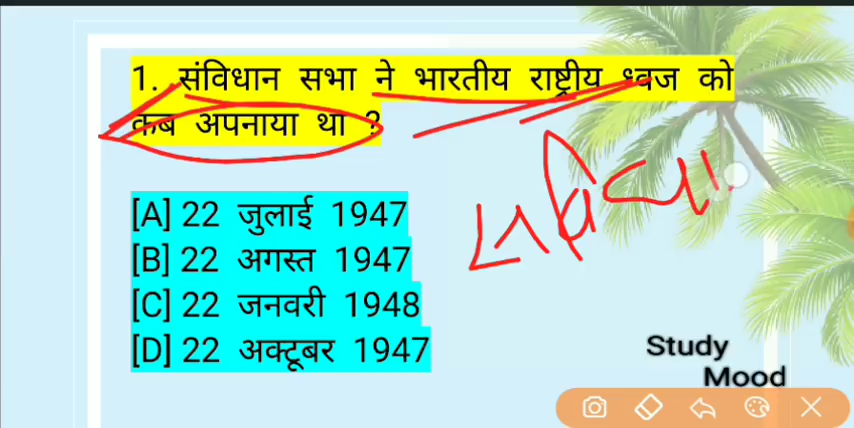 1. संविधान सभा ने भारतीय राष्ट्रीय ध्वज को
कब अपनाया था ?
[A] 22 जुलाई 1947
[B] 22 अगस्त 1947
[C] 22 जनवरी 1948
[D] 22 अक्टूबर 1947
Study
Mood